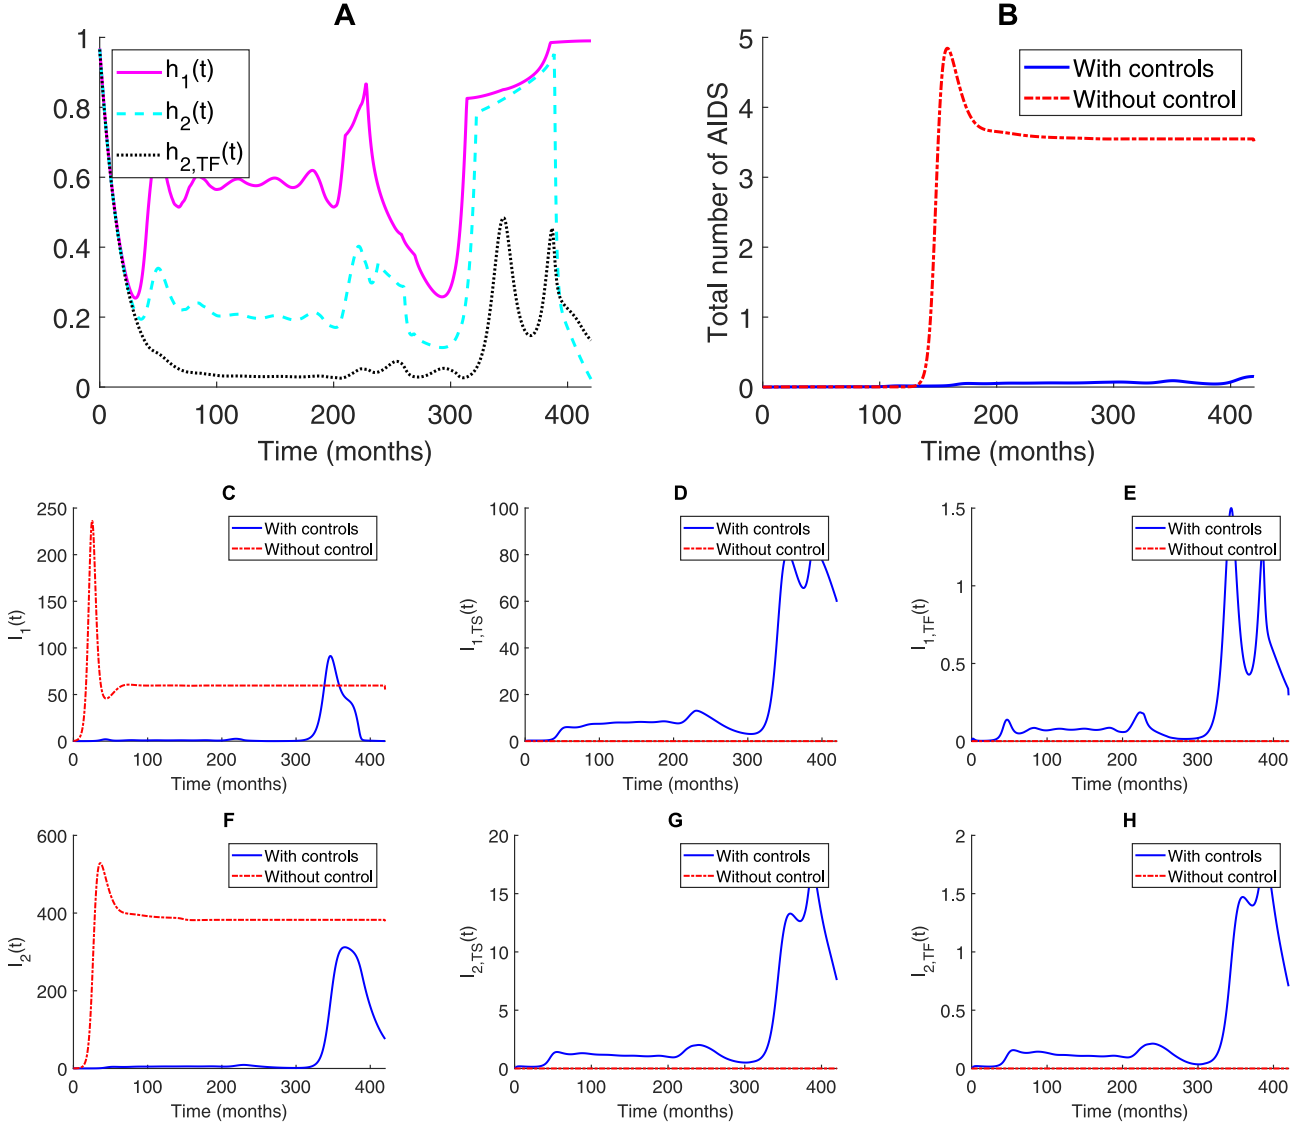 A
1
0.8
0.6
0.4
0.2
0
h1(t)
h2(t)
h2,TF(t)
0 100 200 300 400
Time (months)
B
Total number of AIDS
5
4
3
2
1
0
With controls
Without control
0 100 200 300 400
Time (months)
C
I1(t)
250
200
150
100
50
0
With controls
Without control
0 100 200 300 400
Time (months)
D
I1,TS(t)
100
80
60
40
20
0
With controls
Without control
0 100 200 300 400
Time (months)
E
I1,TF(t)
1.5
1
0.5
0
With controls
Without control
0 100 200 300 400
Time (months)
F
I2(t)
600
400
200
0
With controls
Without control
0 100 200 300 400
Time (months)
G
I2,TS(t)
20
15
10
5
0
With controls
Without control
0 100 200 300 400
Time (months)
H
I2,TF(t)
2
1.5
1
0.5
0
With controls
Without control
0 100 200 300 400
Time (months)